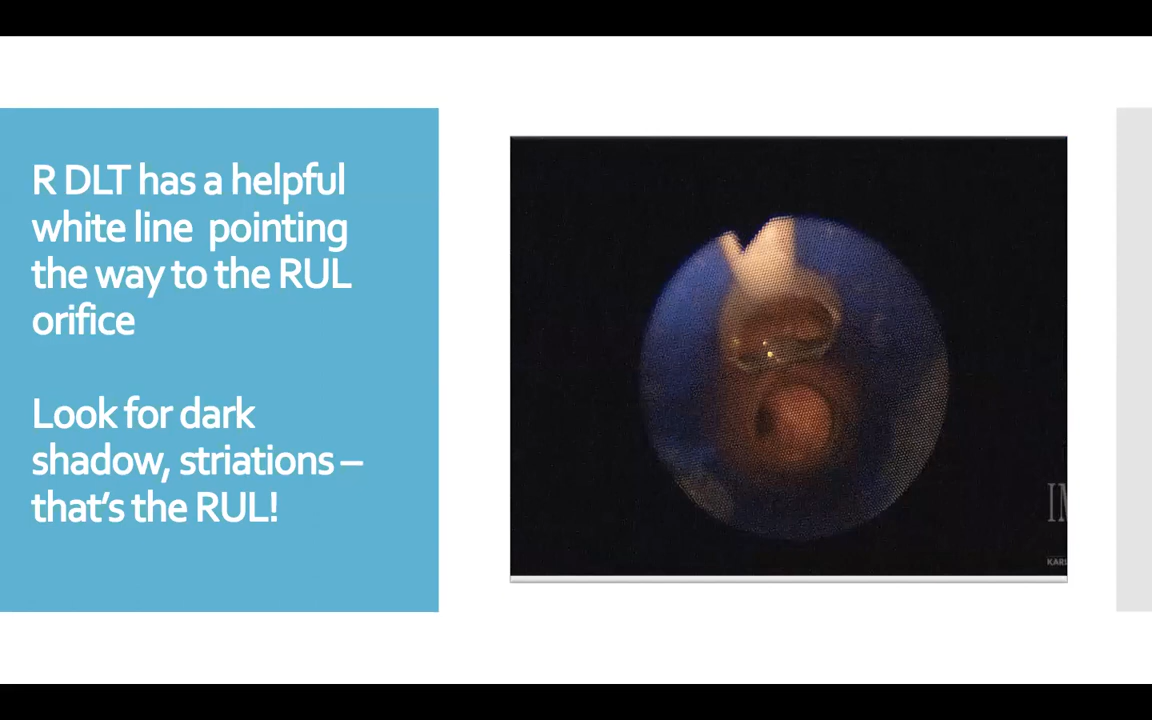 R DLT has a helpful
white line pointing
the way to the RUL
orifice
Look for dark
shadow, striations –
that's the RUL!